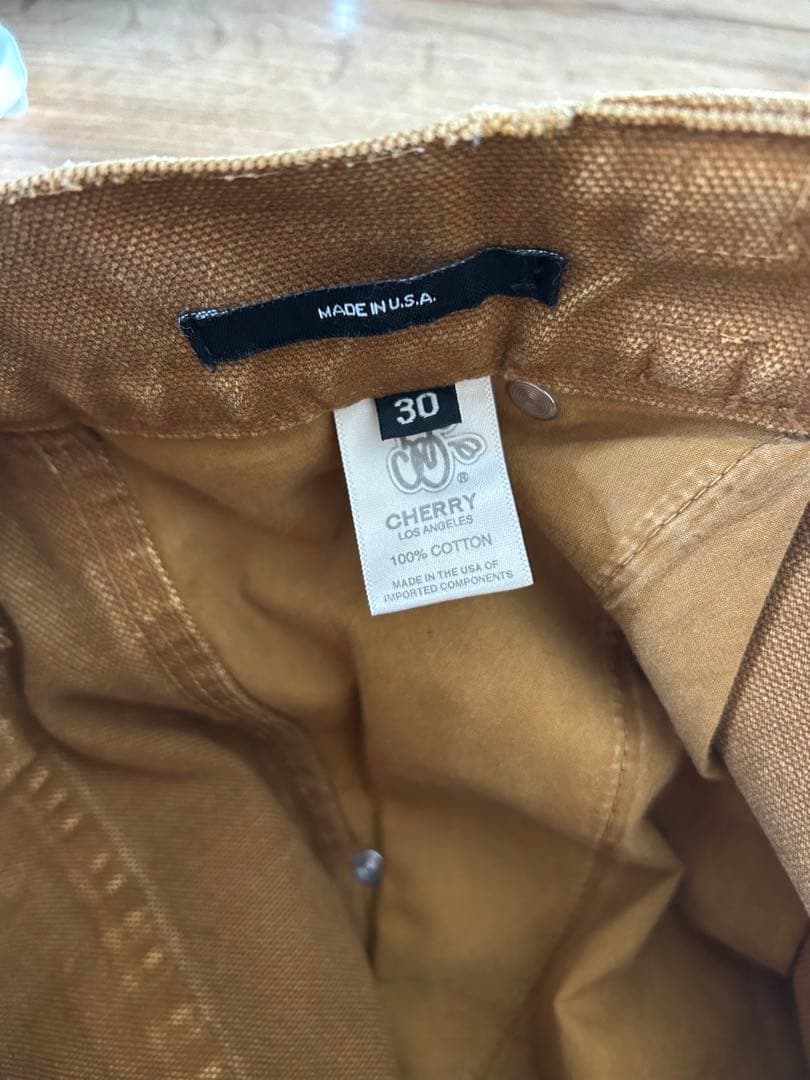 MADE IN U.S.A.
30
®
CHERRY
LOS ANGELES
100% COTTON
MADE IN THE USA OF
IMPORTED COMPONENTS